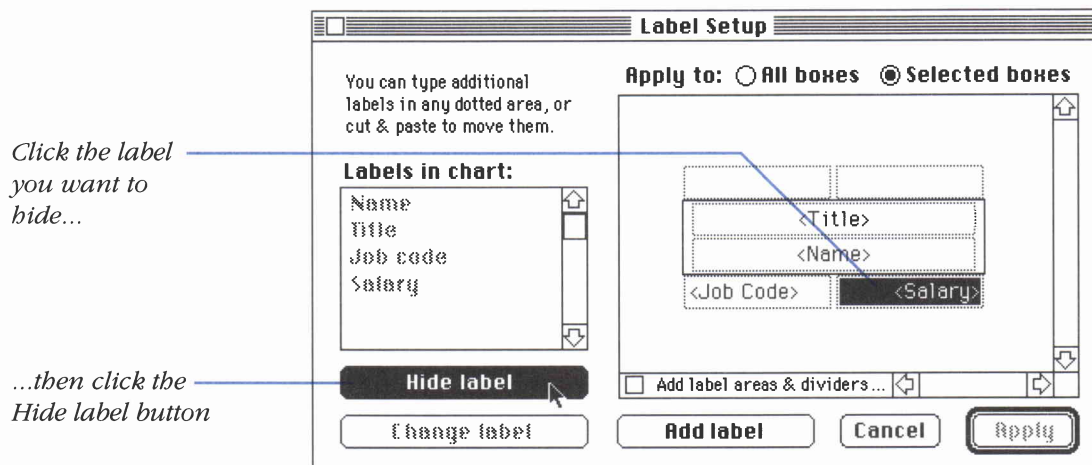 Label Setup
You can type additional
labels in any dotted area, or
cut & paste to move them.
Apply to: All boxes Selected boxes
Click the label
you want to
hide...
Labels in chart:
Name
Title
Job code
Salary
<Title>
<Name>
<Job Code> <Salary>
...then click the
Hide label button
Hide label
Add label areas & dividers...
Change label
Add label
Cancel
Apply